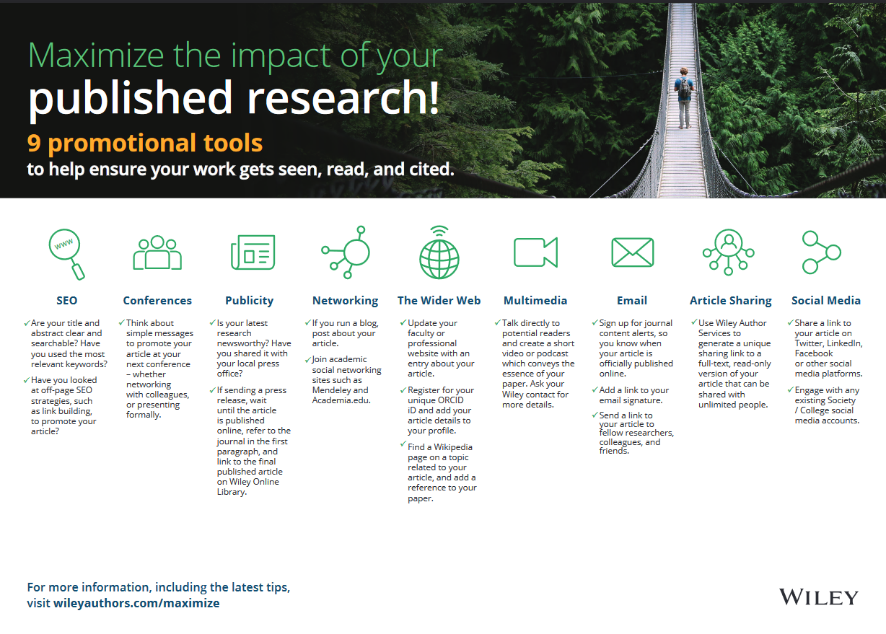 Maximize the impact of your
published research!
9 promotional tools
to help ensure your work gets seen, read, and cited.
www
SEO
✓Are your title and
abstract clear and
searchable? Have
you used the most
relevant keywords?
✓Have you looked
at off-page SEO
strategies, such
as link building,
to promote your
article?
Conferences
✓Think about
simple messages
to promote your
article at your
next conference
– whether
networking
with colleagues,
or presenting
formally.
Publicity
✓Is your latest
research
newsworthy? Have
you shared it with
your local press
office?
✓If sending a press
release, wait
until the article
is published
online, refer to the
journal in the first
paragraph, and
link to the final
published article
on Wiley Online
Library.
Networking
✓If you run a blog,
post about your
article.
✓Join academic
social networking
sites such as
Mendeley and
Academia.edu.
The Wider Web
✓Update your
faculty or
professional
website with an
entry about your
article.
✓Register for your
unique ORCID
iD and add your
article details to
your profile.
✓Find a Wikipedia
page on a topic
related to your
article, and add a
reference to your
paper.
Multimedia
✓Talk directly to
potential readers
and create a short
video or podcast
which conveys the
essence of your
paper. Ask your
Wiley contact for
more details.
Email
✓Sign up for journal
content alerts, so
you know when
your article is
officially published
online.
✓Add a link to your
email signature.
✓Send a link to
your article to
fellow researchers,
colleagues, and
friends.
Article Sharing
✓Use Wiley Author
Services to
generate a unique
sharing link to a
full-text, read-only
version of your
article that can be
shared with
unlimited people.
Social Media
✓Share a link to
your article on
Twitter, LinkedIn,
Facebook
or other social
media platforms.
✓Engage with any
existing Society
/ College social
media accounts.
For more information, including the latest tips,
visit wileyauthors.com/maximize
WILEY